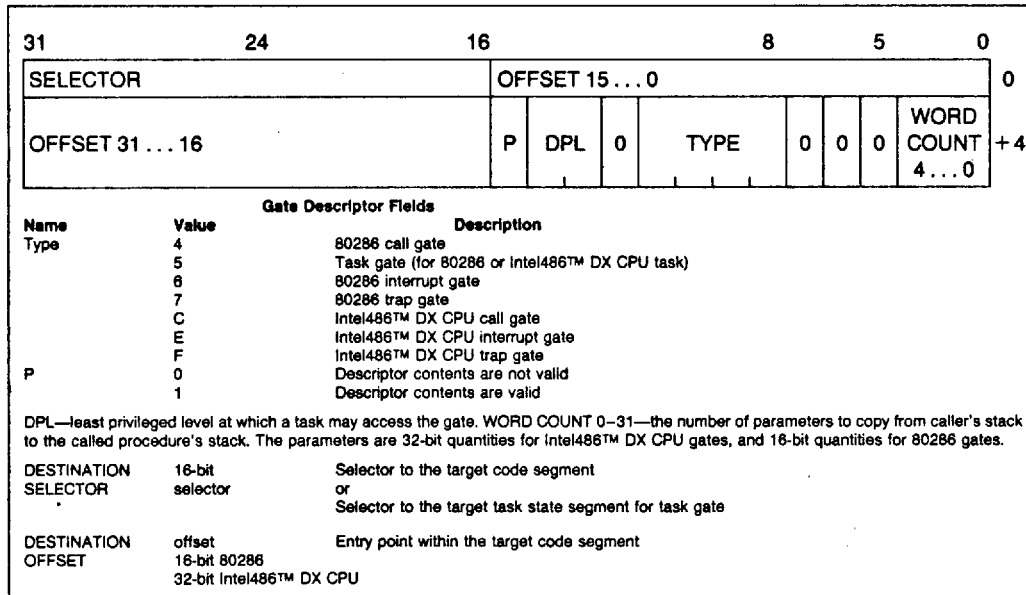 31 24 16 8 5 0
SELECTOR OFFSET 15 . . . 0 0
OFFSET 31 . . . 16 P DPL 0 TYPE 0 0 0 WORD COUNT 4 . . . 0 +4
Gate Descriptor Fields
Name Value Description
Type 4 80286 call gate
5 Task gate (for 80286 or Intel486™ DX CPU task)
6 80286 interrupt gate
7 80286 trap gate
C Intel486™ DX CPU call gate
E Intel486™ DX CPU interrupt gate
F Intel486™ DX CPU trap gate
P 0 Descriptor contents are not valid
1 Descriptor contents are valid
DPL—least privileged level at which a task may access the gate. WORD COUNT 0–31—the number of parameters to copy from caller's stack
to the called procedure's stack. The parameters are 32-bit quantities for Intel486™ DX CPU gates, and 16-bit quantities for 80286 gates.
DESTINATION 16-bit Selector to the target code segment
SELECTOR selector or
Selector to the target task state segment for task gate
DESTINATION offset Entry point within the target code segment
OFFSET 16-bit 80286
32-bit Intel486™ DX CPU